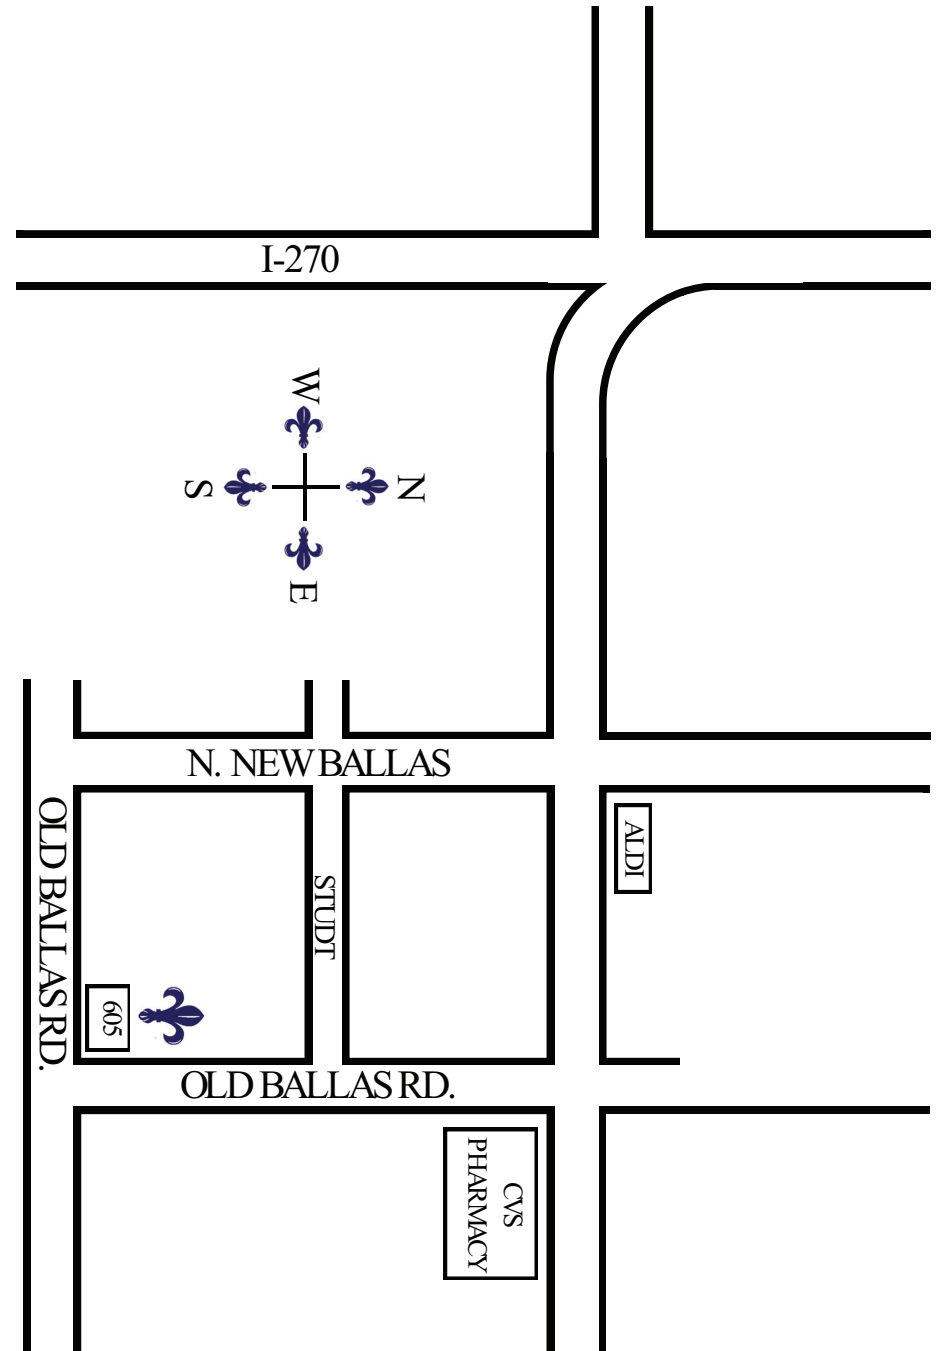 I-270
W
N
S
E
N. NEW BALLAS
OLD BALLAS RD.
STUDT
ALDI
605
OLD BALLAS RD.
CVS
PHARMACY